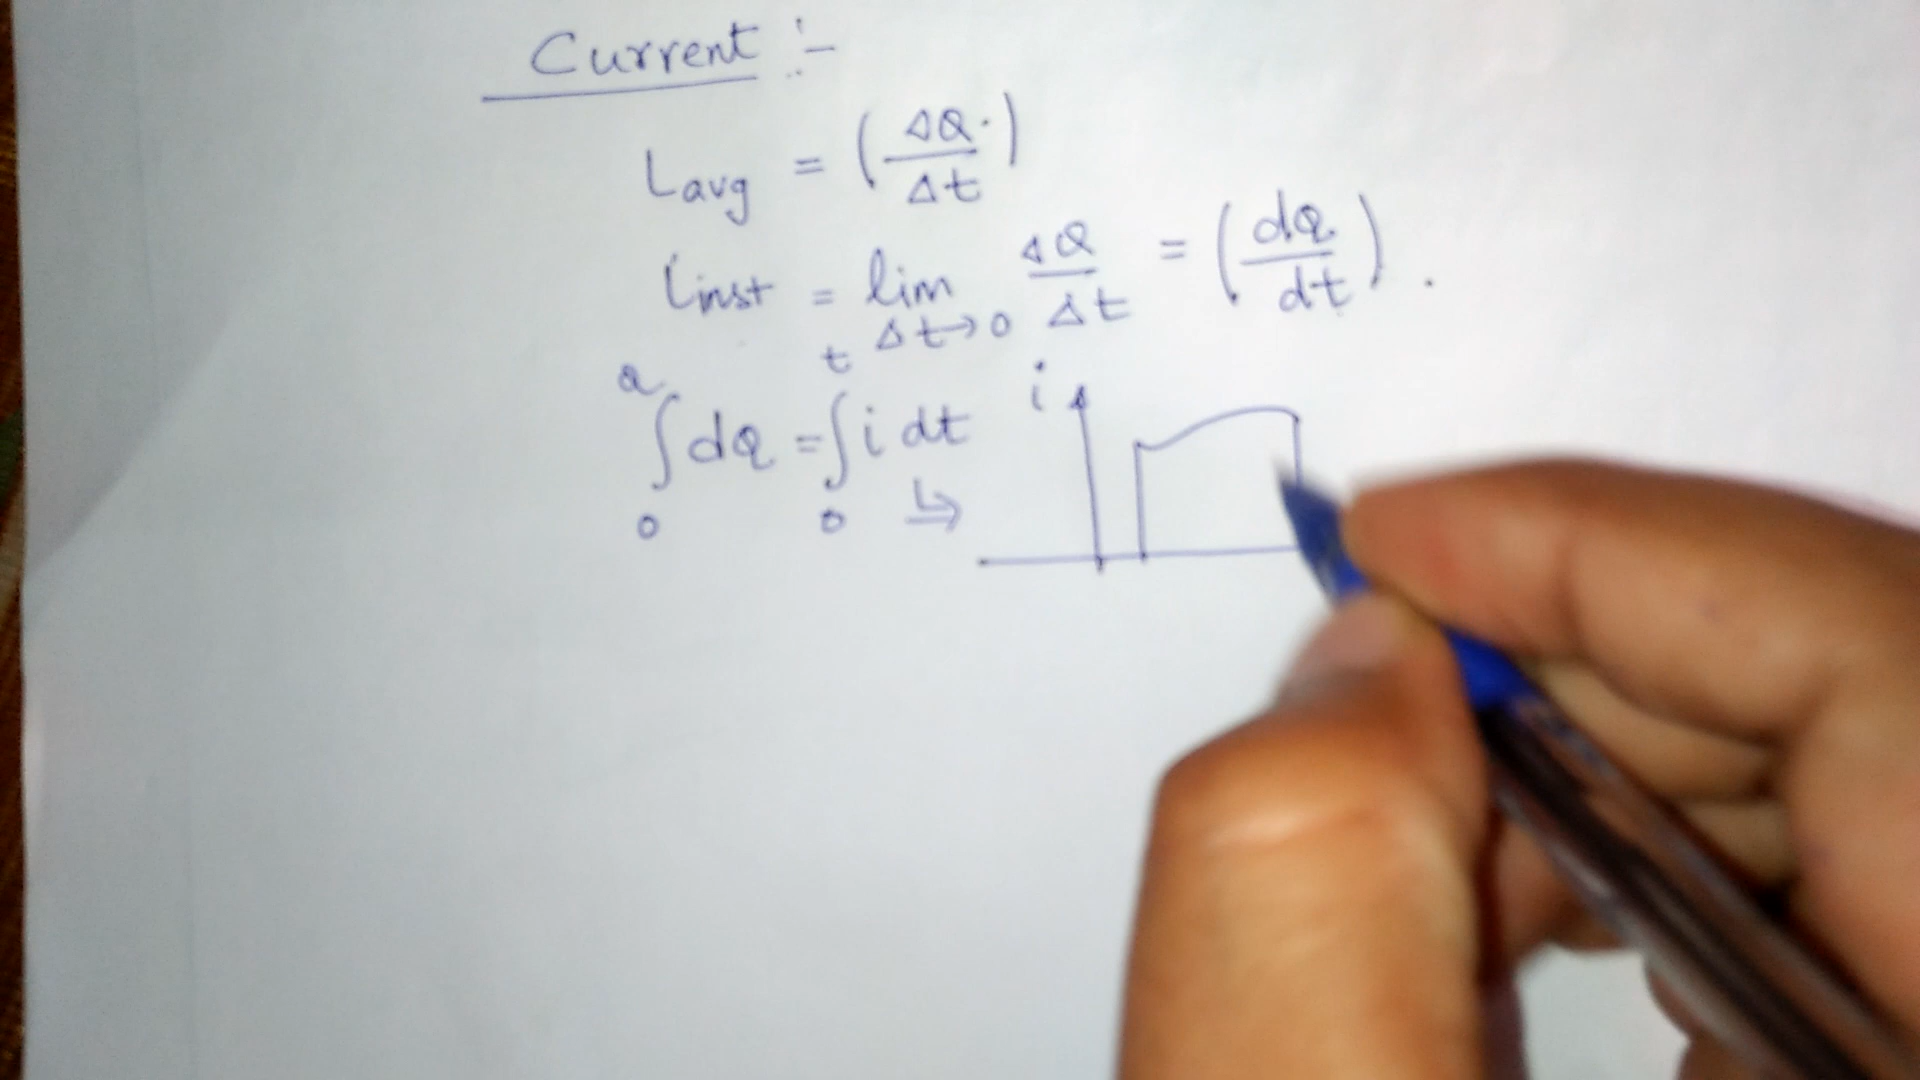 Current :-
iavg = (ΔQ/Δt)
iinst = lim Δt→0 ΔQ/Δt = (dQ/dt).
∫₀^Q dQ = ∫₀^t i dt ↳
i